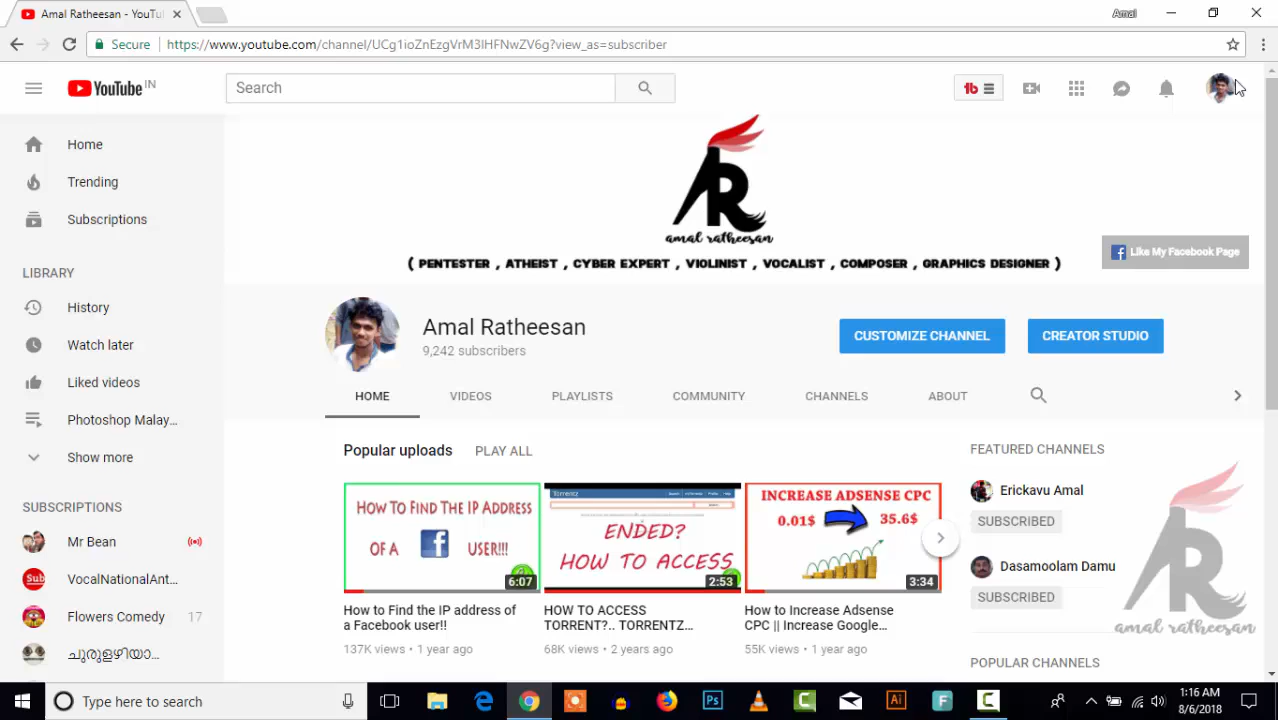 Amal Ratheesan - YouTu
Amal
Secure
https://www.youtube.com/channel/UCg1ioZnEzgVrM3lHFNwZV6g?view_as=subscriber
YouTube IN
Search
tb
Home
Trending
Subscriptions
LIBRARY
History
Watch later
Liked videos
Photoshop Malay...
Show more
SUBSCRIPTIONS
Mr Bean
Sub
VocalNationalAnt...
Flowers Comedy 17
ചുരുളഴിയാ...
AR
amal ratheesan
( PENTESTER , ATHEIST , CYBER EXPERT , VIOLINIST , VOCALIST , COMPOSER , GRAPHICS DESIGNER )
f Like My Facebook Page
Amal Ratheesan
9,242 subscribers
CUSTOMIZE CHANNEL
CREATOR STUDIO
HOME VIDEOS PLAYLISTS COMMUNITY CHANNELS ABOUT
Popular uploads PLAY ALL
HOW TO FIND THE IP ADDRESS
OF A f USER!!!
6:07
How to Find the IP address of
a Facebook user!!
137K views • 1 year ago
Torrentz
ENDED?
HOW TO ACCESS
2:53
HOW TO ACCESS
TORRENT?.. TORRENTZ...
68K views • 2 years ago
INCREASE ADSENSE CPC
0.01$ 35.6$
3:34
How to Increase Adsense
CPC || Increase Google...
55K views • 1 year ago
FEATURED CHANNELS
Erickavu Amal
SUBSCRIBED
Dasamoolam Damu
SUBSCRIBED
AR
amal ratheesan
POPULAR CHANNELS
Type here to search
Ps
C
Ai
F
C
1:16 AM
8/6/2018